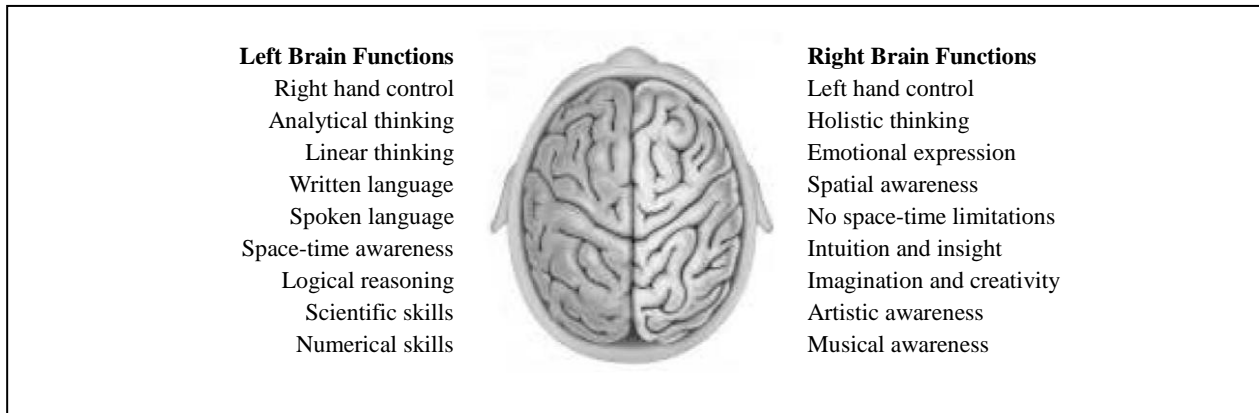 Left Brain Functions
Right hand control
Analytical thinking
Linear thinking
Written language
Spoken language
Space-time awareness
Logical reasoning
Scientific skills
Numerical skills
Right Brain Functions
Left hand control
Holistic thinking
Emotional expression
Spatial awareness
No space-time limitations
Intuition and insight
Imagination and creativity
Artistic awareness
Musical awareness